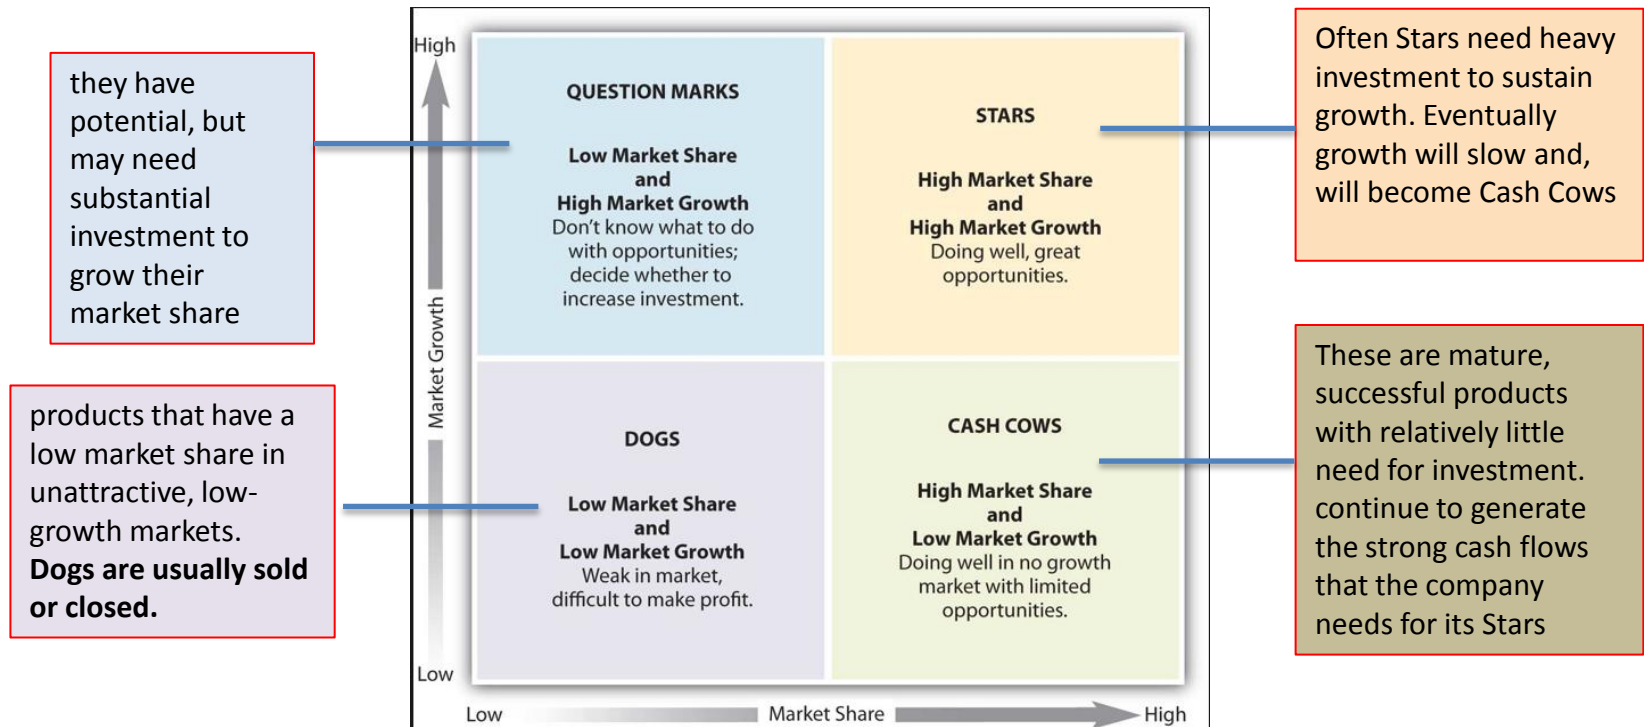 they have
potential, but
may need
substantial
investment to
grow their
market share
products that have a
low market share in
unattractive, low-
growth markets.
Dogs are usually sold
or closed.
High
Market Growth
Low
QUESTION MARKS
Low Market Share
and
High Market Growth
Don't know what to do
with opportunities;
decide whether to
increase investment.
STARS
High Market Share
and
High Market Growth
Doing well, great
opportunities.
DOGS
Low Market Share
and
Low Market Growth
Weak in market,
difficult to make profit.
CASH COWS
High Market Share
and
Low Market Growth
Doing well in no growth
market with limited
opportunities.
Low
Market Share
High
Often Stars need heavy
investment to sustain
growth. Eventually
growth will slow and,
will become Cash Cows
These are mature,
successful products
with relatively little
need for investment.
continue to generate
the strong cash flows
that the company
needs for its Stars